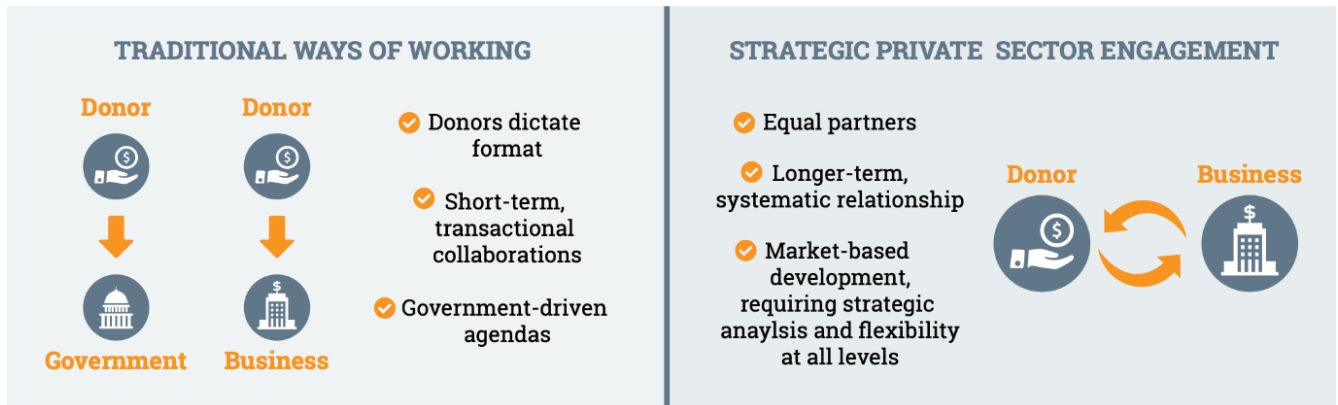 TRADITIONAL WAYS OF WORKING
Donor
Donor
$
$
$
Government
Business
Donors dictate
format
Short-term,
transactional
collaborations
Government-driven
agendas
STRATEGIC PRIVATE SECTOR ENGAGEMENT
Equal partners
Longer-term,
systematic relationship
Market-based
development,
requiring strategic
anaylsis and flexibility
at all levels
Donor
Business
$
$